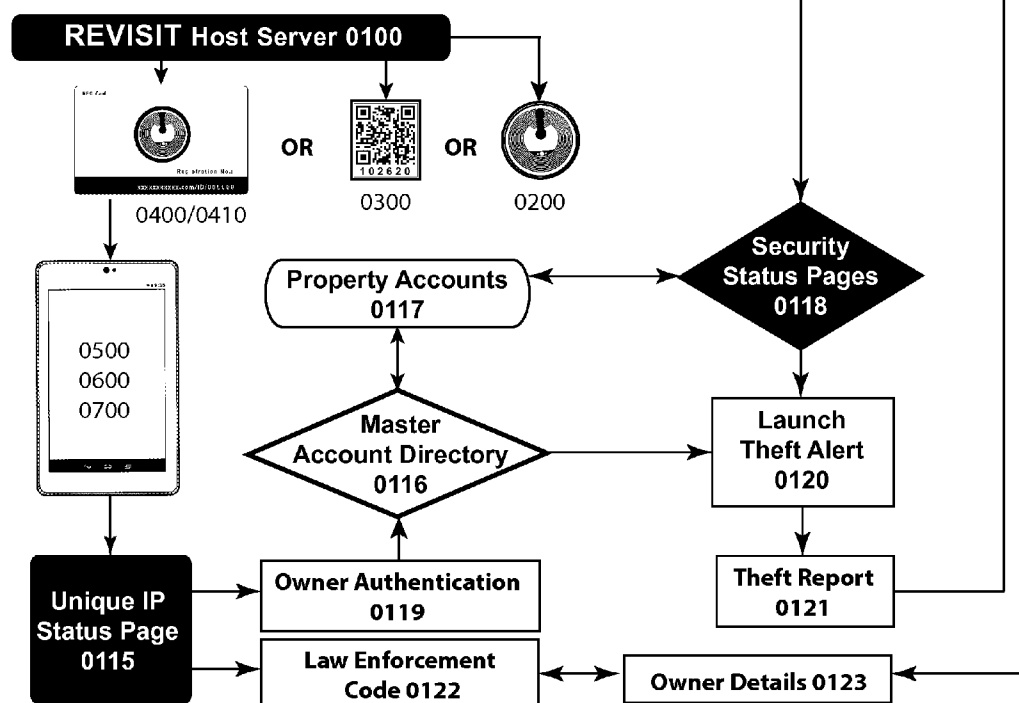 REVISIT Host Server 0100
OR
OR
Registration No.:
102620
0400/0410
0300
0200
Security
Status Pages
0118
Property Accounts
0117
0500
0600
0700
Master
Account Directory
0116
Launch
Theft Alert
0120
Unique IP
Status Page
0115
Owner Authentication
0119
Theft Report
0121
Law Enforcement
Code 0122
Owner Details 0123